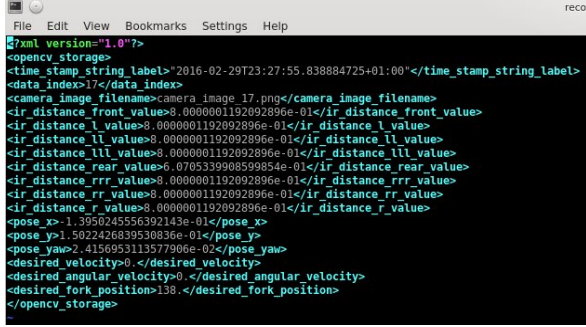 reco
File Edit View Bookmarks Settings Help
<?xml version="1.0"?>
<opencv_storage>
<time_stamp_string_label>"2016-02-29T23:27:55.838884725+01:00"</time_stamp_string_label>
<data_index>17</data_index>
<camera_image_filename>camera_image_17.png</camera_image_filename>
<ir_distance_front_value>8.0000001192092896e-01</ir_distance_front_value>
<ir_distance_l_value>8.0000001192092896e-01</ir_distance_l_value>
<ir_distance_ll_value>8.0000001192092896e-01</ir_distance_ll_value>
<ir_distance_lll_value>8.0000001192092896e-01</ir_distance_lll_value>
<ir_distance_rear_value>6.0705339908599854e-01</ir_distance_rear_value>
<ir_distance_rrr_value>8.0000001192092896e-01</ir_distance_rrr_value>
<ir_distance_rr_value>8.0000001192092896e-01</ir_distance_rr_value>
<ir_distance_r_value>8.0000001192092896e-01</ir_distance_r_value>
<pose_x>-1.3950245556392143e-01</pose_x>
<pose_y>1.5022426839530836e-01</pose_y>
<pose_yaw>2.4156953113577906e-02</pose_yaw>
<desired_velocity>0.</desired_velocity>
<desired_angular_velocity>0.</desired_angular_velocity>
<desired_fork_position>138.</desired_fork_position>
</opencv_storage>
~